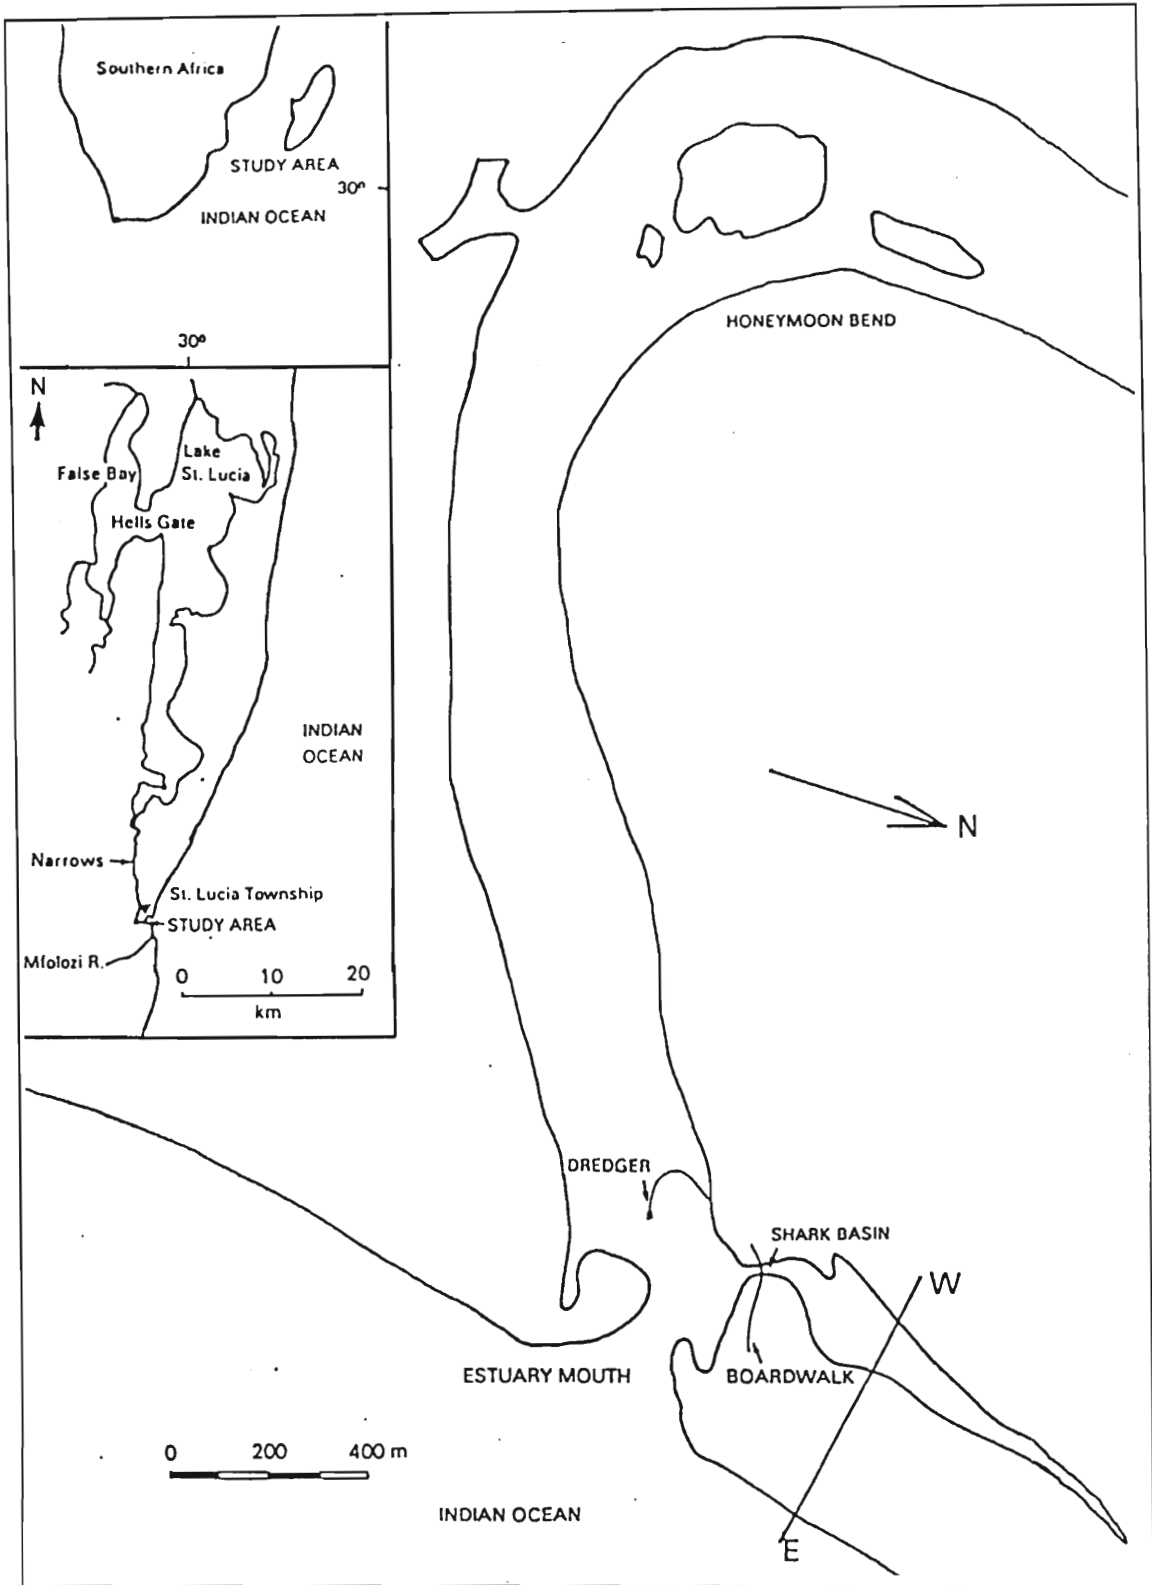 Southern Africa
STUDY AREA
30º
INDIAN OCEAN
30º
N
Lake
St. Lucia
False Bay
Hells Gate
INDIAN
OCEAN
Narrows
St. Lucia Township
STUDY AREA
Mfolozi R.
0 10 20
km
HONEYMOON BEND
N
DREDGER
SHARK BASIN
W
ESTUARY MOUTH
BOARDWALK
0 200 400 m
INDIAN OCEAN
E